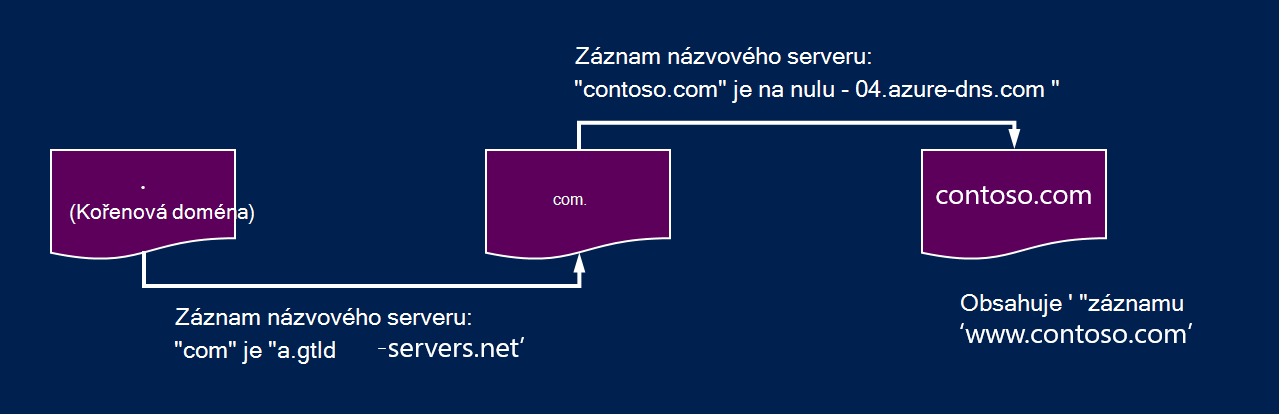 Záznam názvového serveru:
"contoso.com" je na nulu - 04.azure-dns.com "
.
(Kořenová doména)
com.
contoso.com
Záznam názvového serveru:
"com" je "a.gtld -servers.net’
Obsahuje ' "záznamu
‘www.contoso.com’